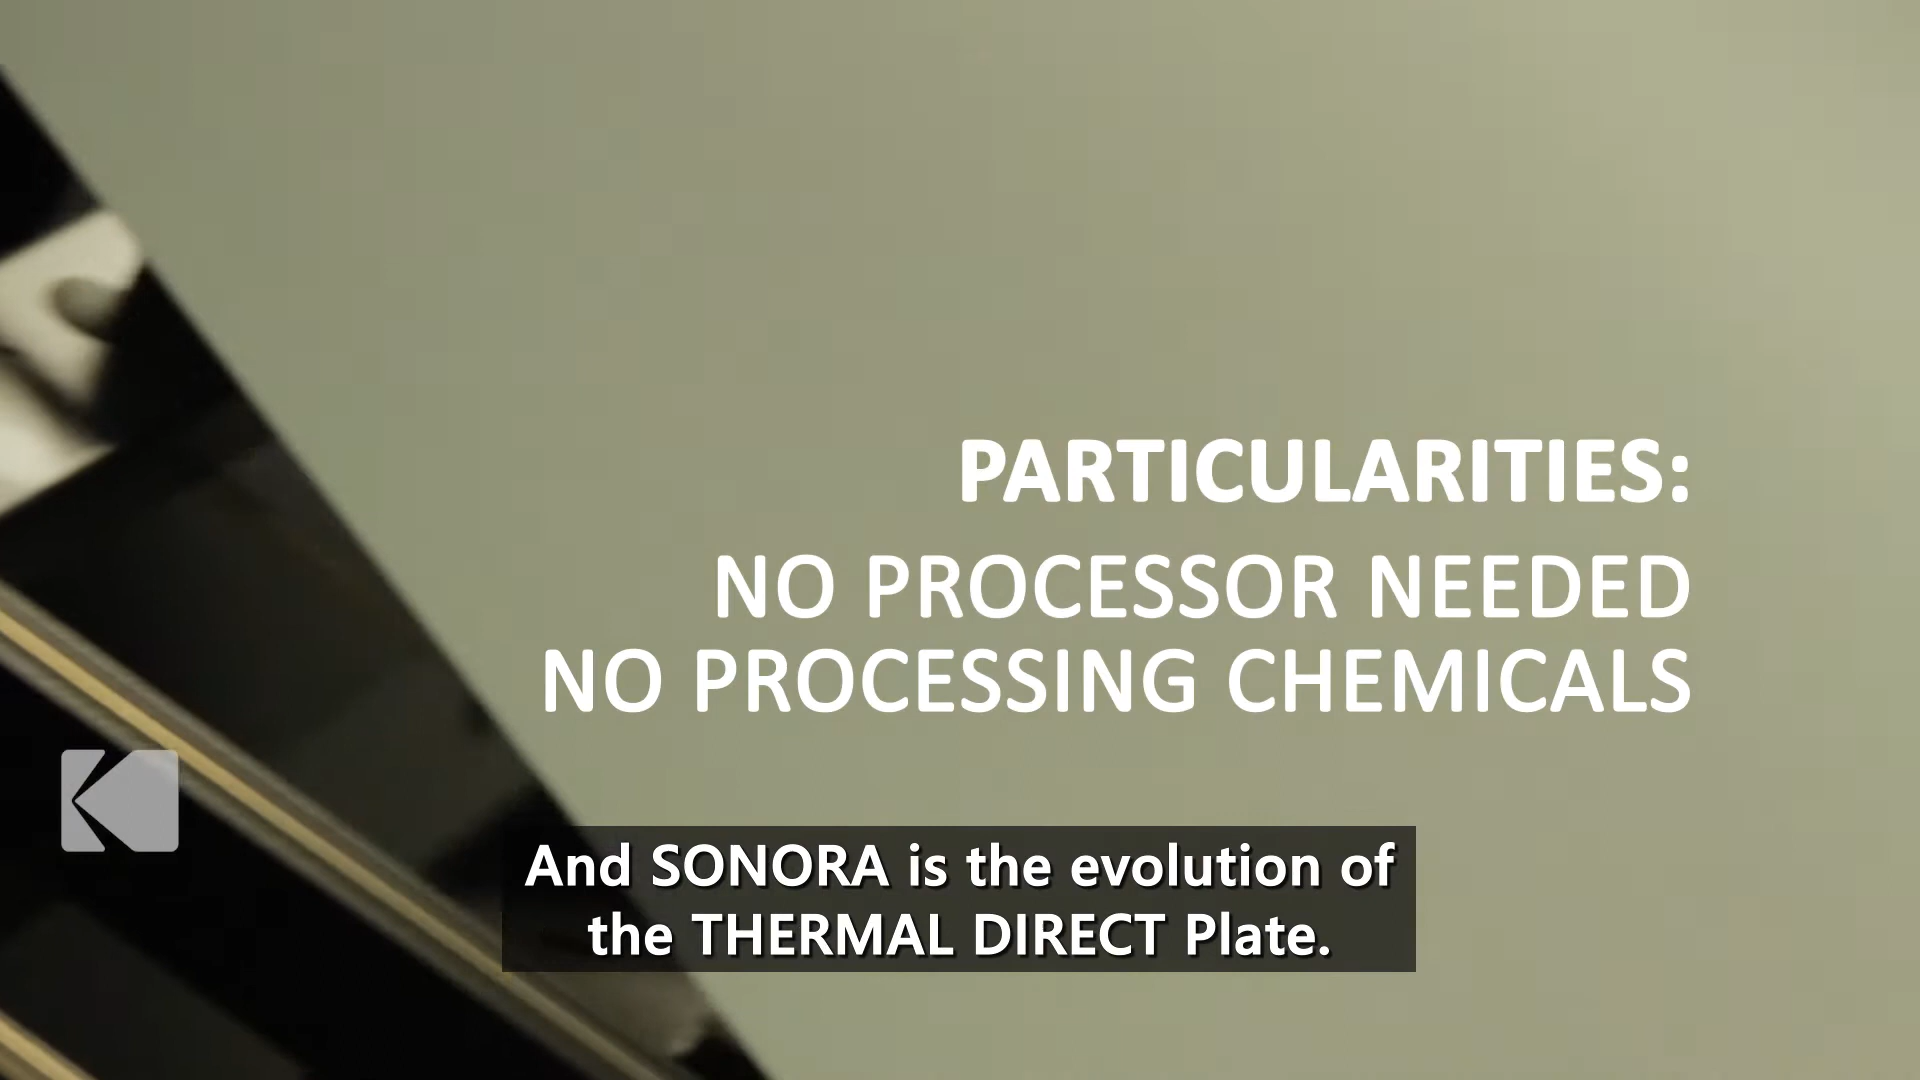 PARTICULARITIES:
NO PROCESSOR NEEDED
NO PROCESSING CHEMICALS
And SONORA is the evolution of
the THERMAL DIRECT Plate.